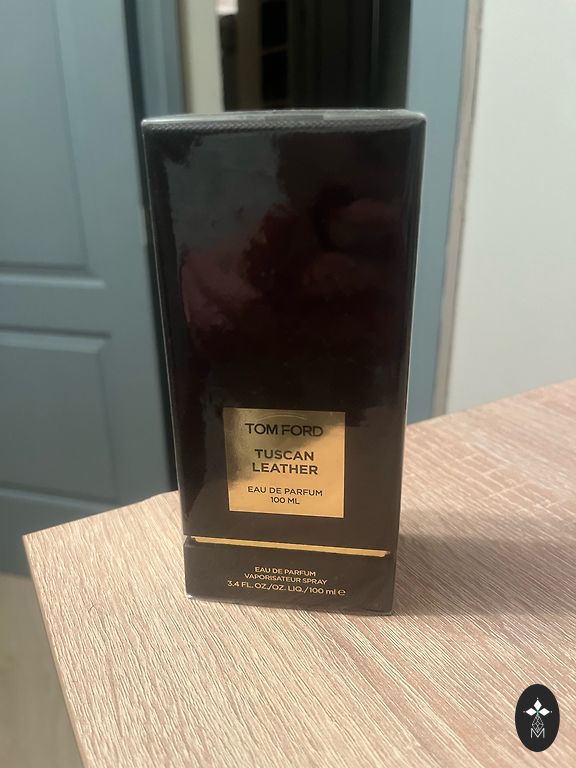 TOM FORD
TUSCAN
LEATHER
EAU DE PARFUM
100 ML
EAU DE PARFUM
VAPORISATEUR SPRAY
3.4 FL. OZ./OZ. LIQ./100 ml ℮
M